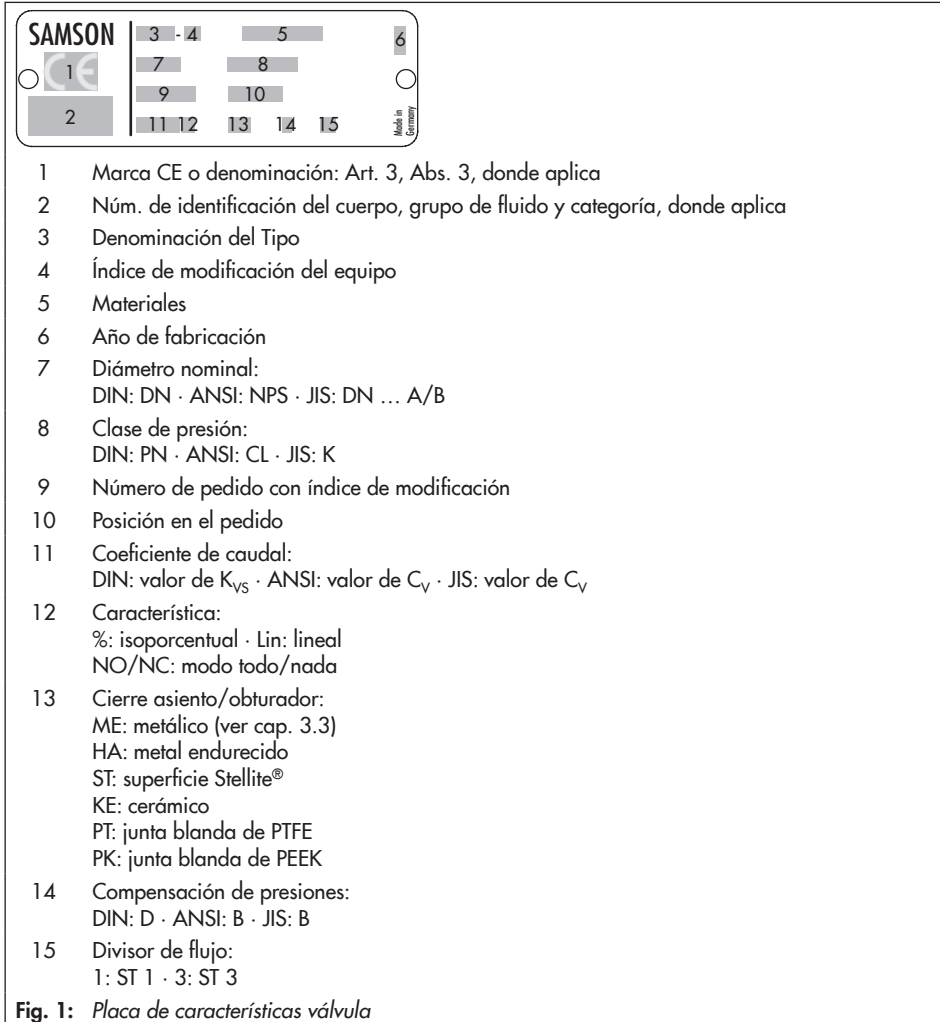 SAMSON 3 - 4 5 6
CE 1 7 8
9 10
2 11 12 13 14 15
Made in
Germany
1 Marca CE o denominación: Art. 3, Abs. 3, donde aplica
2 Núm. de identificación del cuerpo, grupo de fluido y categoría, donde aplica
3 Denominación del Tipo
4 Índice de modificación del equipo
5 Materiales
6 Año de fabricación
7 Diámetro nominal:
DIN: DN · ANSI: NPS · JIS: DN … A/B
8 Clase de presión:
DIN: PN · ANSI: CL · JIS: K
9 Número de pedido con índice de modificación
10 Posición en el pedido
11 Coeficiente de caudal:
DIN: valor de KVS · ANSI: valor de CV · JIS: valor de CV
12 Característica:
%: isoporcentual · Lin: lineal
NO/NC: modo todo/nada
13 Cierre asiento/obturador:
ME: metálico (ver cap. 3.3)
HA: metal endurecido
ST: superficie Stellite®
KE: cerámico
PT: junta blanda de PTFE
PK: junta blanda de PEEK
14 Compensación de presiones:
DIN: D · ANSI: B · JIS: B
15 Divisor de flujo:
1: ST 1 · 3: ST 3
Fig. 1: Placa de características válvula